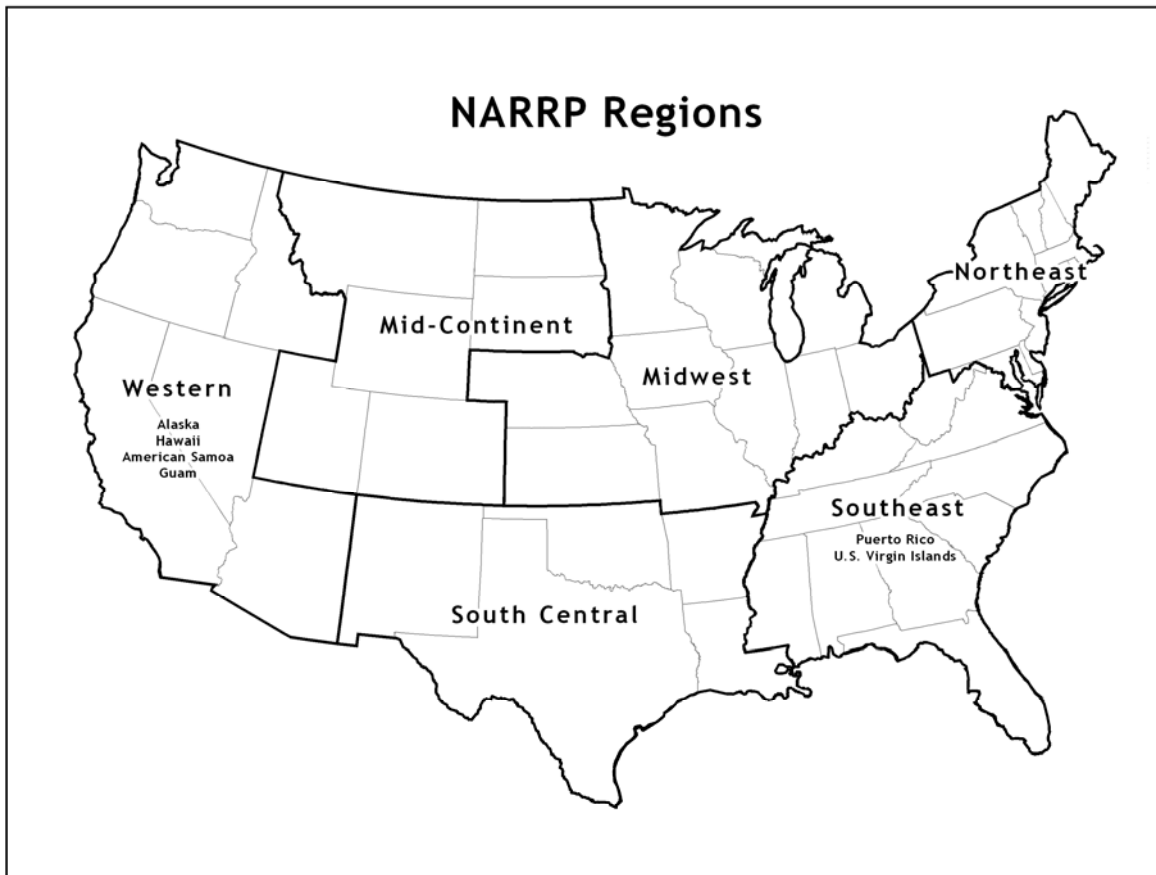 NARRP Regions
Northeast
Mid-Continent
Midwest
Western
Alaska
Hawaii
American Samoa
Guam
Southeast
Puerto Rico
U.S. Virgin Islands
South Central